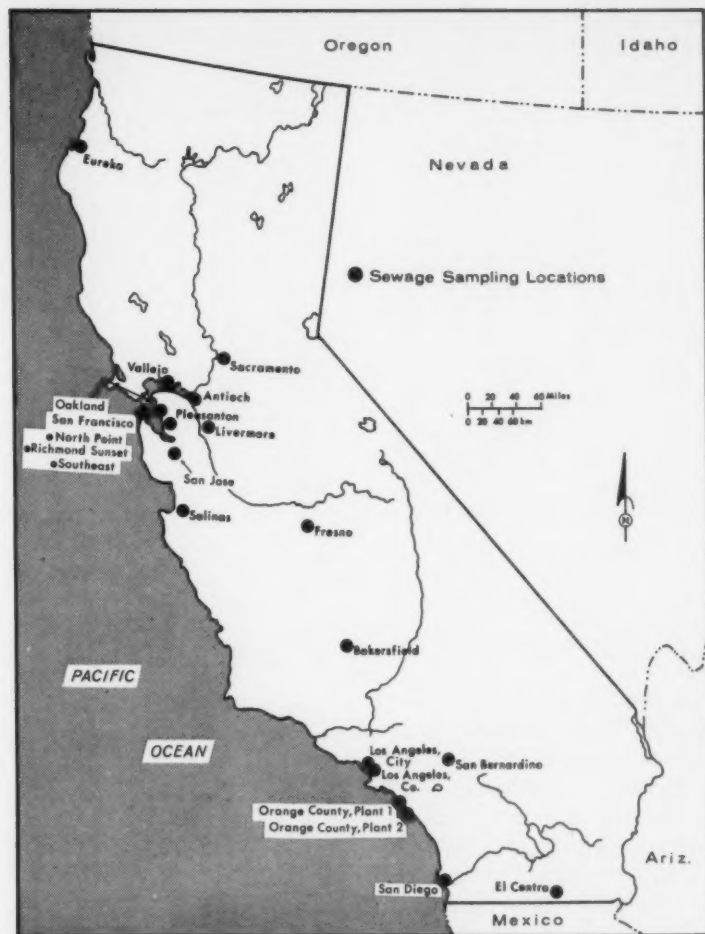 Oregon
Idaho
Eureka
Nevada
Sewage Sampling Locations
Vallejo
Sacramento
Antioch
Oakland
Pleasanton
San Francisco
Livermore
North Point
Richmond Sunset
Southeast
San Jose
0 20 40 60 Miles
0 20 40 60 km
N
Salinas
Fresno
Bakersfield
PACIFIC
OCEAN
Los Angeles,
City
San Bernardino
Los Angeles,
Co.
Orange County, Plant 1
Orange County, Plant 2
Ariz.
San Diego
El Centro
Mexico